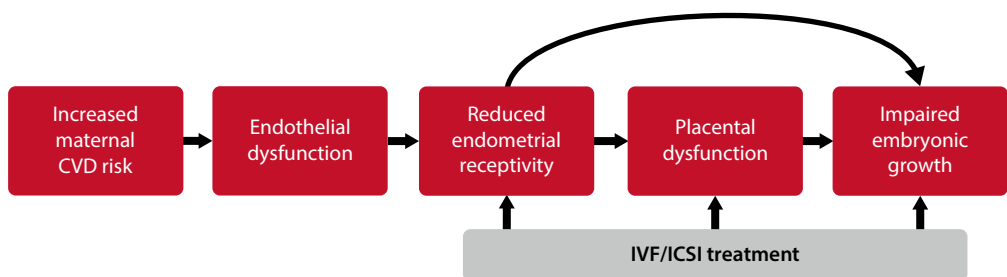 Increased
maternal
CVD risk
Endothelial
dysfunction
Reduced
endometrial
receptivity
Placental
dysfunction
Impaired
embryonic
growth
IVF/ICSI treatment